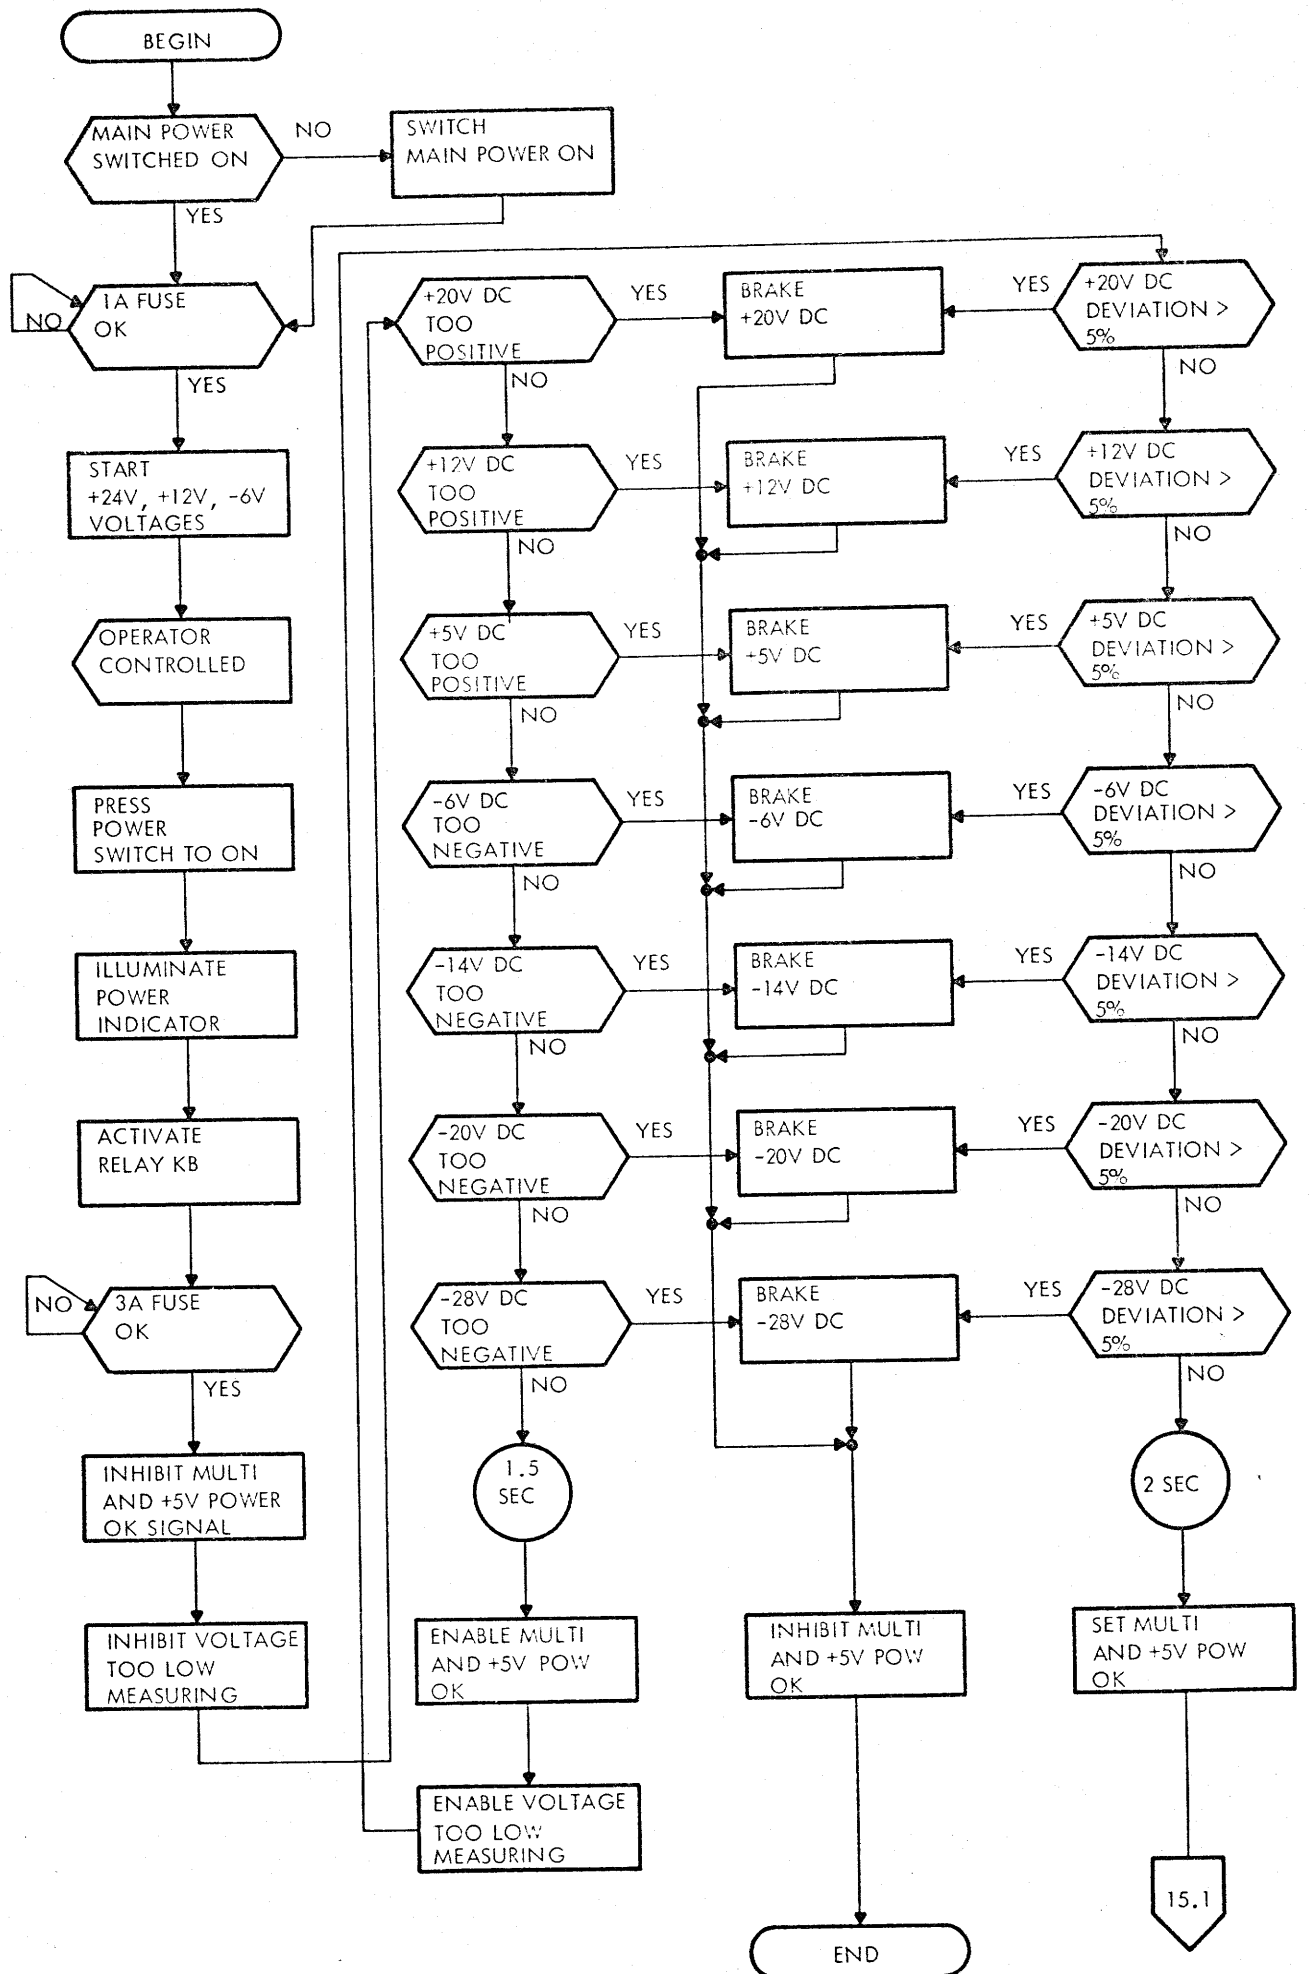 BEGIN
MAIN POWER
SWITCHED ON
NO
SWITCH
MAIN POWER ON
YES
1A FUSE
OK
NO
YES
START
+24V, +12V, -6V
VOLTAGES
OPERATOR
CONTROLLED
PRESS
POWER
SWITCH TO ON
ILLUMINATE
POWER
INDICATOR
ACTIVATE
RELAY KB
3A FUSE
OK
NO
YES
INHIBIT MULTI
AND +5V POWER
OK SIGNAL
INHIBIT VOLTAGE
TOO LOW
MEASURING
+20V DC
TOO
POSITIVE
YES
NO
+12V DC
TOO
POSITIVE
YES
NO
+5V DC
TOO
POSITIVE
YES
NO
-6V DC
TOO
NEGATIVE
YES
NO
-14V DC
TOO
NEGATIVE
YES
NO
-20V DC
TOO
NEGATIVE
YES
NO
-28V DC
TOO
NEGATIVE
YES
NO
1.5
SEC
ENABLE MULTI
AND +5V POW
OK
ENABLE VOLTAGE
TOO LOW
MEASURING
BRAKE
+20V DC
BRAKE
+12V DC
BRAKE
+5V DC
BRAKE
-6V DC
BRAKE
-14V DC
BRAKE
-20V DC
BRAKE
-28V DC
INHIBIT MULTI
AND +5V POW
OK
END
YES
+20V DC
DEVIATION >
5%
NO
YES
+12V DC
DEVIATION >
5%
NO
YES
+5V DC
DEVIATION >
5%
NO
YES
-6V DC
DEVIATION >
5%
NO
YES
-14V DC
DEVIATION >
5%
NO
YES
-20V DC
DEVIATION >
5%
NO
YES
-28V DC
DEVIATION >
5%
NO
2 SEC
SET MULTI
AND +5V POW
OK
15.1